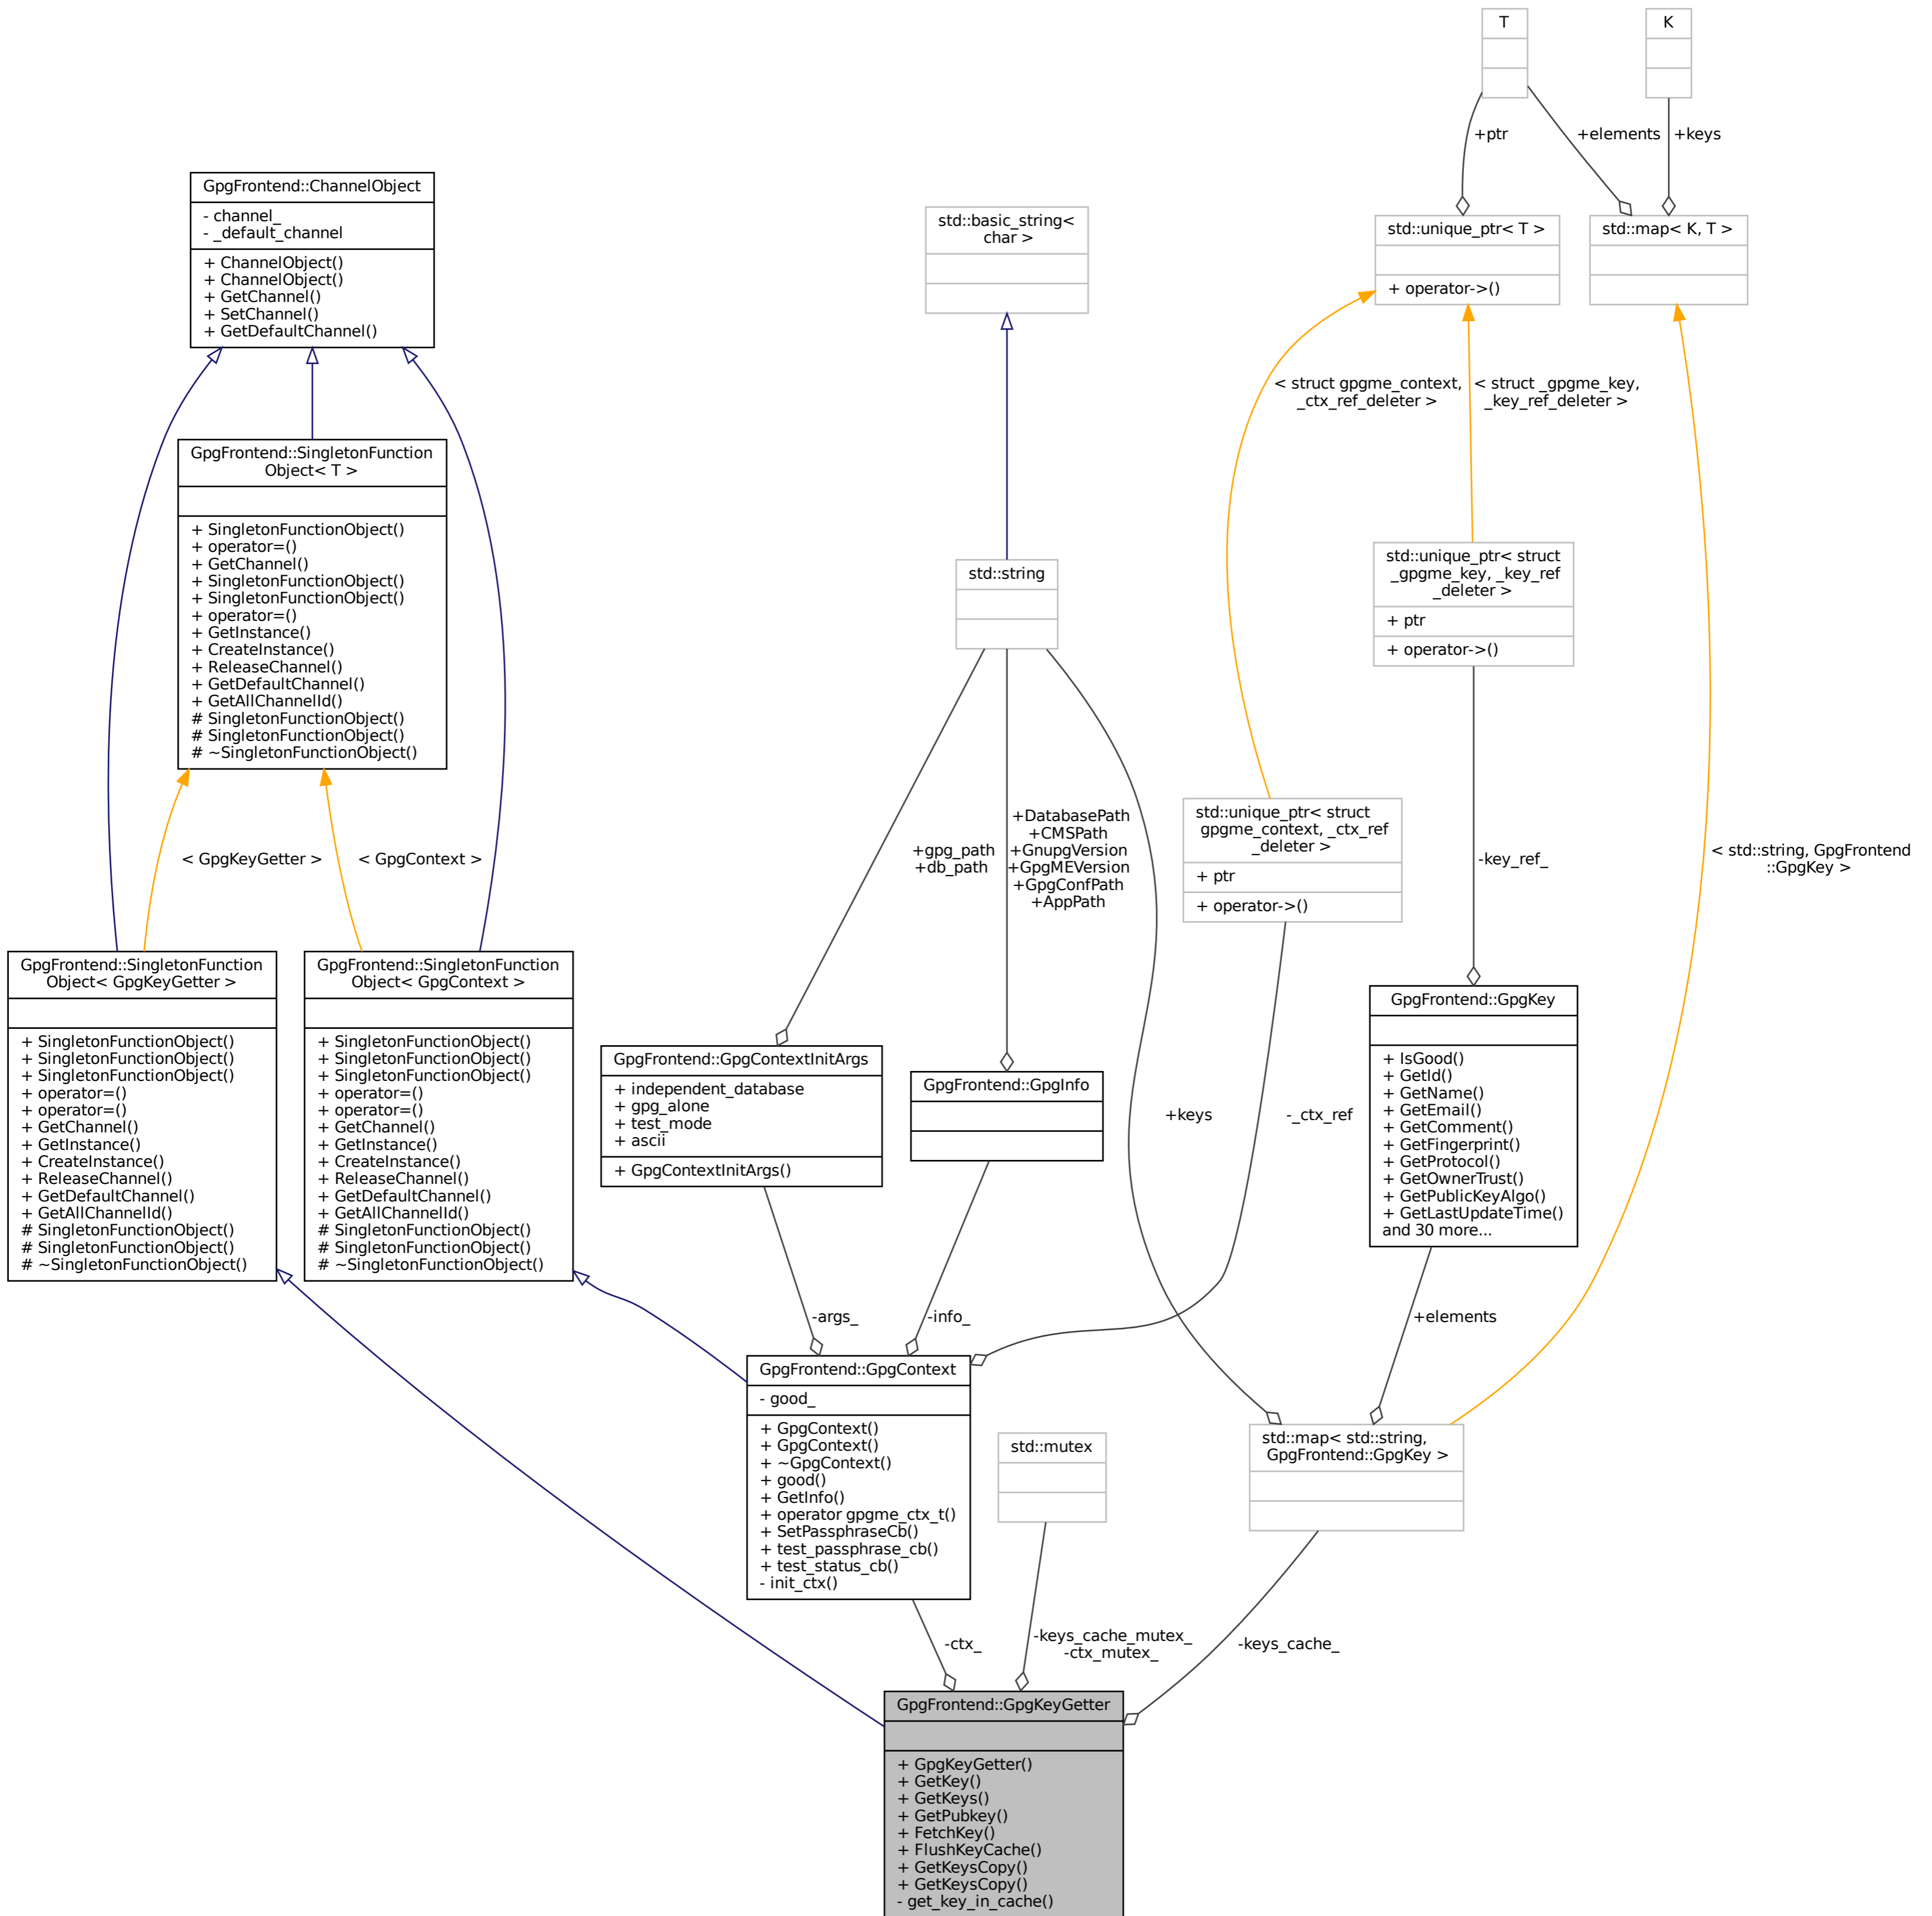 T
K
+ptr
+elements
+keys
GpgFrontend::ChannelObject
- channel_
- _default_channel
+ ChannelObject()
+ ChannelObject()
+ GetChannel()
+ SetChannel()
+ GetDefaultChannel()
std::basic_string<
char >
std::unique_ptr< T >
+ operator->()
std::map< K, T >
< struct gpgme_context,
_ctx_ref_deleter >
< struct _gpgme_key,
_key_ref_deleter >
GpgFrontend::SingletonFunction
Object< T >
+ SingletonFunctionObject()
+ operator=()
+ GetChannel()
+ SingletonFunctionObject()
+ SingletonFunctionObject()
+ operator=()
+ GetInstance()
+ CreateInstance()
+ ReleaseChannel()
+ GetDefaultChannel()
+ GetAllChannelId()
# SingletonFunctionObject()
# SingletonFunctionObject()
# ~SingletonFunctionObject()
std::string
std::unique_ptr< struct
_gpgme_key, _key_ref
_deleter >
+ ptr
+ operator->()
< GpgKeyGetter >
< GpgContext >
+gpg_path
+db_path
+DatabasePath
+CMSPath
+GnupgVersion
+GpgMEVersion
+GpgConfPath
+AppPath
std::unique_ptr< struct
gpgme_context, _ctx_ref
_deleter >
+ ptr
+ operator->()
-key_ref_
< std::string, GpgFrontend
::GpgKey >
GpgFrontend::SingletonFunction
Object< GpgKeyGetter >
+ SingletonFunctionObject()
+ SingletonFunctionObject()
+ SingletonFunctionObject()
+ operator=()
+ operator=()
+ GetChannel()
+ GetInstance()
+ CreateInstance()
+ ReleaseChannel()
+ GetDefaultChannel()
+ GetAllChannelId()
# SingletonFunctionObject()
# SingletonFunctionObject()
# ~SingletonFunctionObject()
GpgFrontend::SingletonFunction
Object< GpgContext >
+ SingletonFunctionObject()
+ SingletonFunctionObject()
+ SingletonFunctionObject()
+ operator=()
+ operator=()
+ GetChannel()
+ GetInstance()
+ CreateInstance()
+ ReleaseChannel()
+ GetDefaultChannel()
+ GetAllChannelId()
# SingletonFunctionObject()
# SingletonFunctionObject()
# ~SingletonFunctionObject()
GpgFrontend::GpgContextInitArgs
+ independent_database
+ gpg_alone
+ test_mode
+ ascii
+ GpgContextInitArgs()
GpgFrontend::GpgInfo
+keys
-_ctx_ref
GpgFrontend::GpgKey
+ IsGood()
+ GetId()
+ GetName()
+ GetEmail()
+ GetComment()
+ GetFingerprint()
+ GetProtocol()
+ GetOwnerTrust()
+ GetPublicKeyAlgo()
+ GetLastUpdateTime()
and 30 more...
-args_
-info_
+elements
GpgFrontend::GpgContext
- good_
+ GpgContext()
+ GpgContext()
+ ~GpgContext()
+ good()
+ GetInfo()
+ operator gpgme_ctx_t()
+ SetPassphraseCb()
+ test_passphrase_cb()
+ test_status_cb()
- init_ctx()
std::mutex
std::map< std::string,
GpgFrontend::GpgKey >
-ctx_
-keys_cache_mutex_
-ctx_mutex_
-keys_cache_
GpgFrontend::GpgKeyGetter
+ GpgKeyGetter()
+ GetKey()
+ GetKeys()
+ GetPubkey()
+ FetchKey()
+ FlushKeyCache()
+ GetKeysCopy()
+ GetKeysCopy()
- get_key_in_cache()